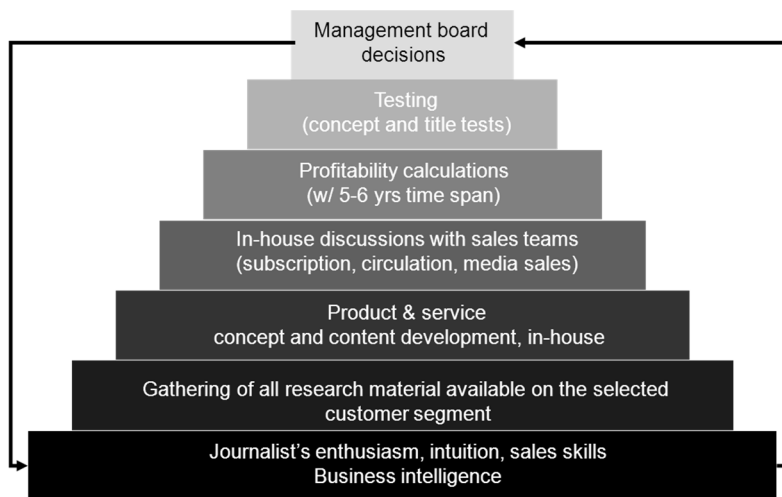 Management board
decisions
Testing
(concept and title tests)
Profitability calculations
(w/ 5-6 yrs time span)
In-house discussions with sales teams
(subscription, circulation, media sales)
Product & service
concept and content development, in-house
Gathering of all research material available on the selected
customer segment
Journalist's enthusiasm, intuition, sales skills
Business intelligence